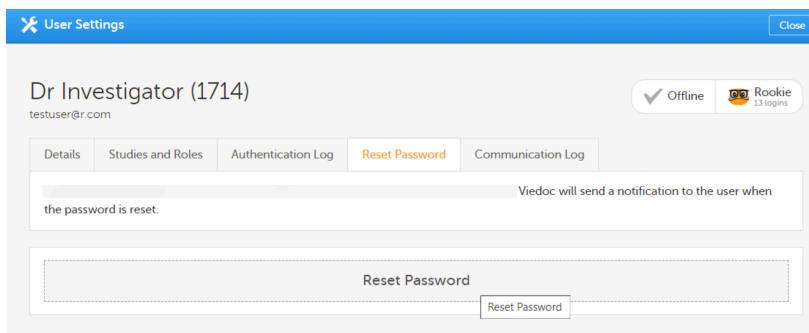 User Settings
Close
Dr Investigator (1714)
testuser@r.com
Offline
Rookie
13 logins
Details
Studies and Roles
Authentication Log
Reset Password
Communication Log
Viedoc will send a notification to the user when
the password is reset.
Reset Password
Reset Password